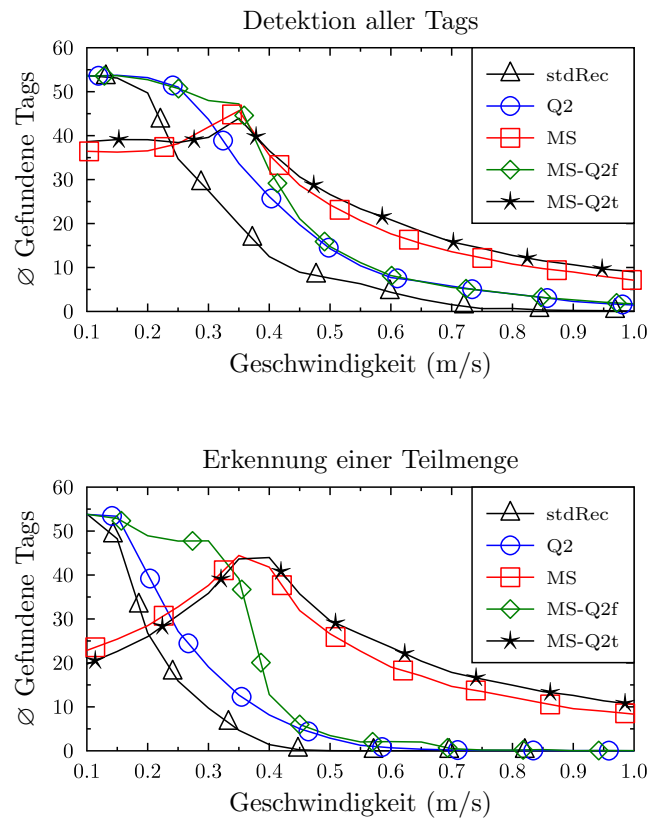 Detektion aller Tags
60
50
40
30
20
10
0
∅ Gefundene Tags
stdRec
Q2
MS
MS-Q2f
MS-Q2t
0.1 0.2 0.3 0.4 0.5 0.6 0.7 0.8 0.9 1.0
Geschwindigkeit (m/s)
Erkennung einer Teilmenge
60
50
40
30
20
10
0
∅ Gefundene Tags
stdRec
Q2
MS
MS-Q2f
MS-Q2t
0.1 0.2 0.3 0.4 0.5 0.6 0.7 0.8 0.9 1.0
Geschwindigkeit (m/s)